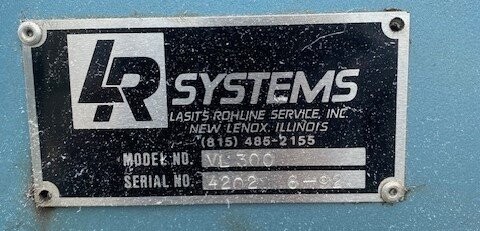 LR SYSTEMS
LASITS ROHLINE SERVICE, INC.
NEW LENOX, ILLINOIS
(815) 485-2155
MODEL NO. VL 300
SERIAL NO. 4202 8-92